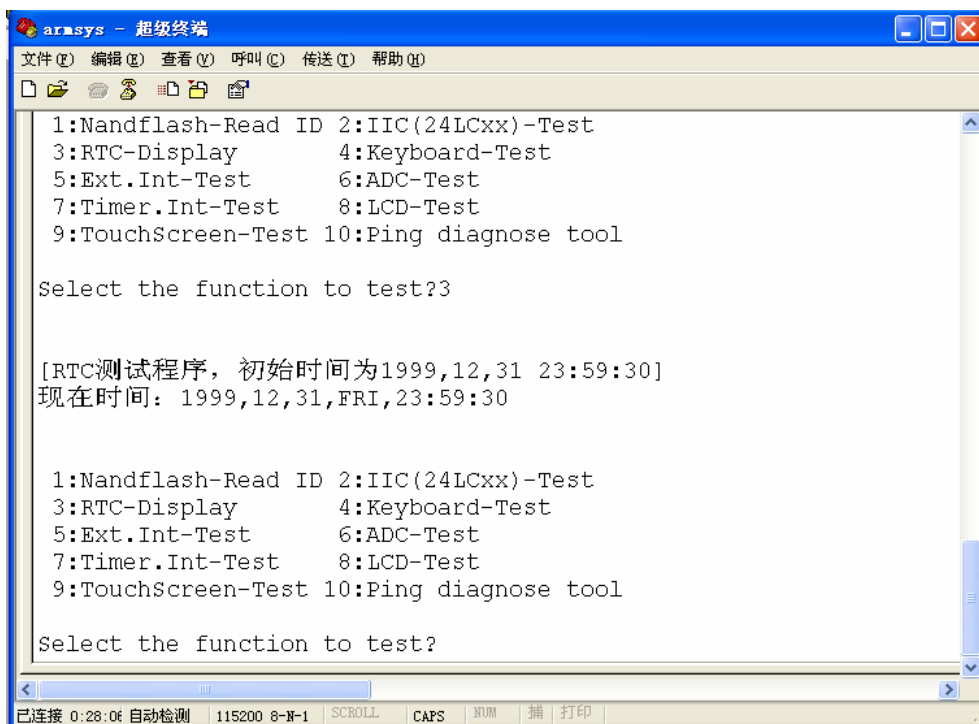 armsys - 超级终端
文件(F) 编辑(E) 查看(V) 呼叫(C) 传送(T) 帮助(H)
1:Nandflash-Read ID 2:IIC(24LCxx)-Test
3:RTC-Display 4:Keyboard-Test
5:Ext.Int-Test 6:ADC-Test
7:Timer.Int-Test 8:LCD-Test
9:TouchScreen-Test 10:Ping diagnose tool
Select the function to test?3
[RTC测试程序，初始时间为1999,12,31 23:59:30]
现在时间：1999,12,31,FRI,23:59:30
1:Nandflash-Read ID 2:IIC(24LCxx)-Test
3:RTC-Display 4:Keyboard-Test
5:Ext.Int-Test 6:ADC-Test
7:Timer.Int-Test 8:LCD-Test
9:TouchScreen-Test 10:Ping diagnose tool
Select the function to test?
已连接 0:28:06 自动检测 115200 8-N-1 SCROLL CAPS NUM 捕 打印